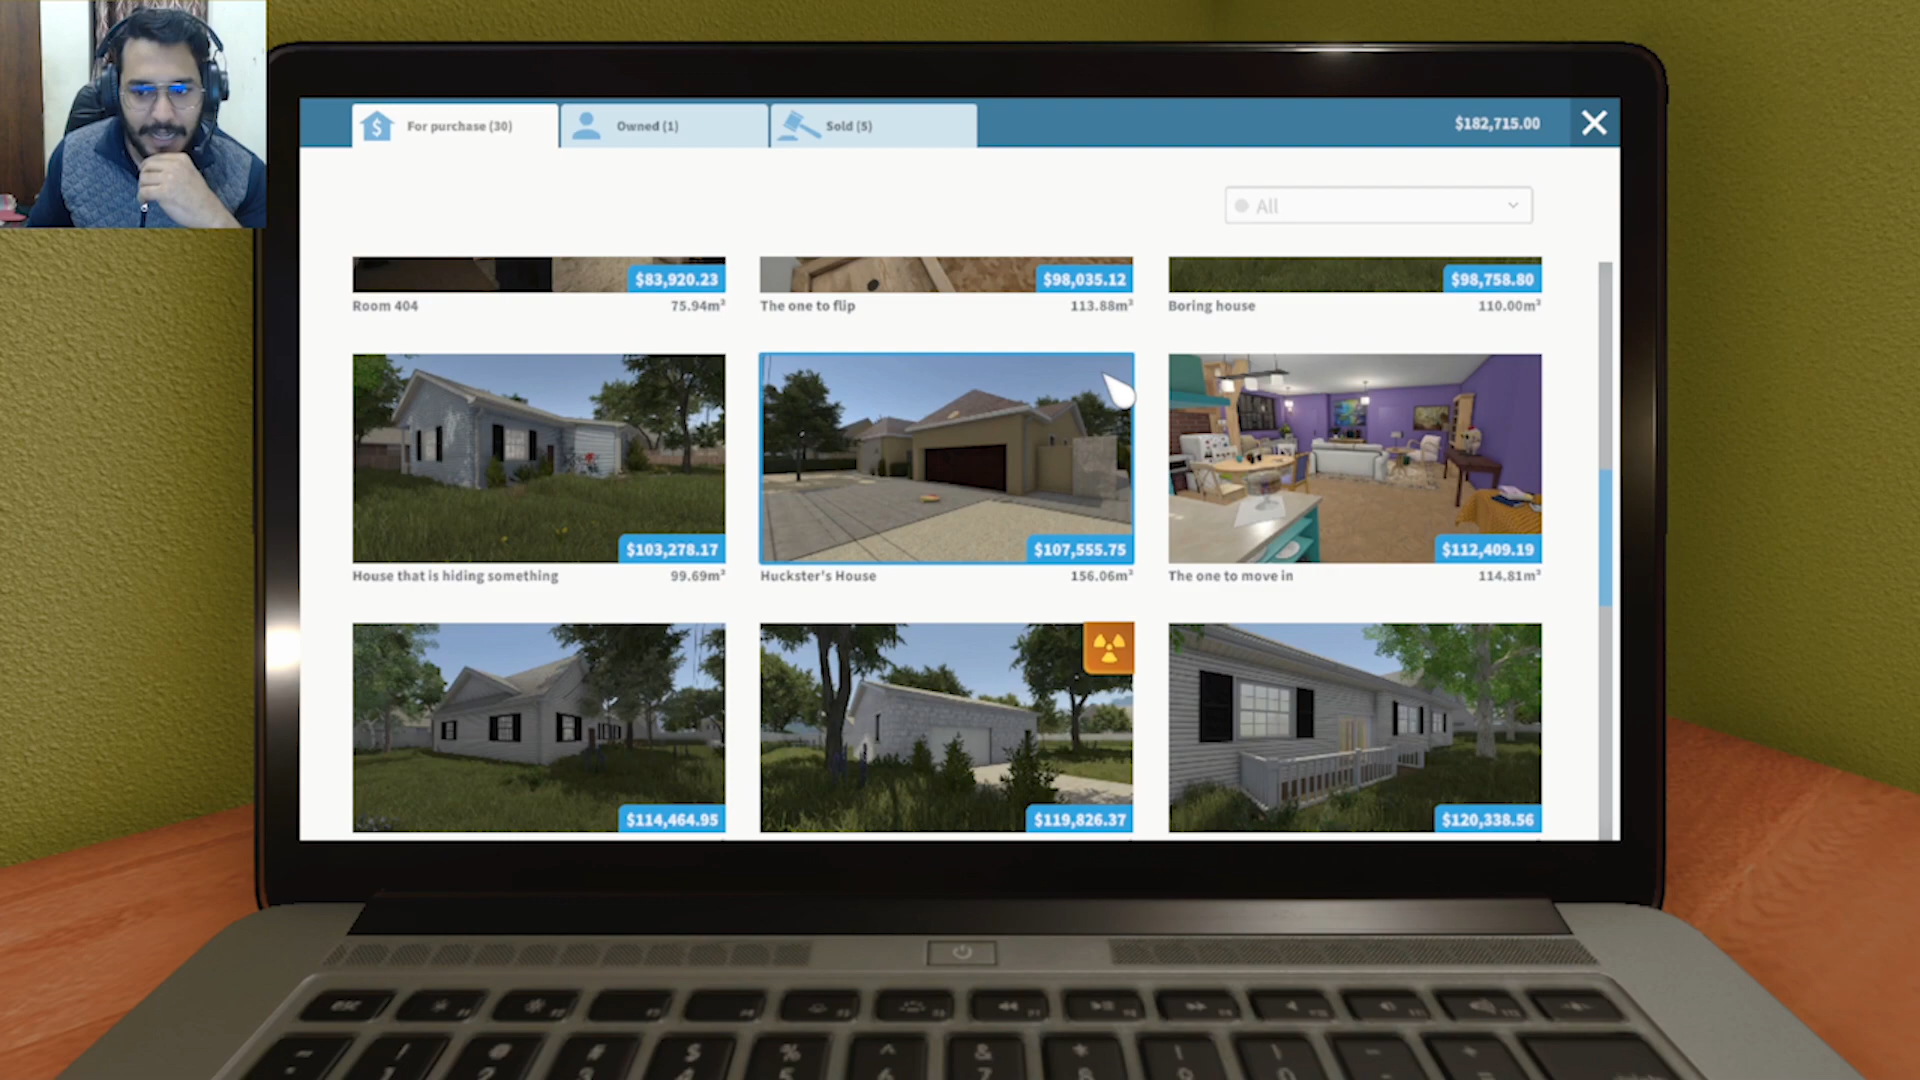 For purchase (30)
Owned (1)
Sold (5)
$182,715.00
All
$83,920.23
$98,035.12
$98,758.80
Room 404
75.94m²
The one to flip
113.88m²
Boring house
110.00m²
$103,278.17
$107,555.75
$112,409.19
House that is hiding something
99.69m²
Huckster's House
156.06m²
The one to move in
114.81m²
$114,464.95
$119,826.37
$120,338.56
esc